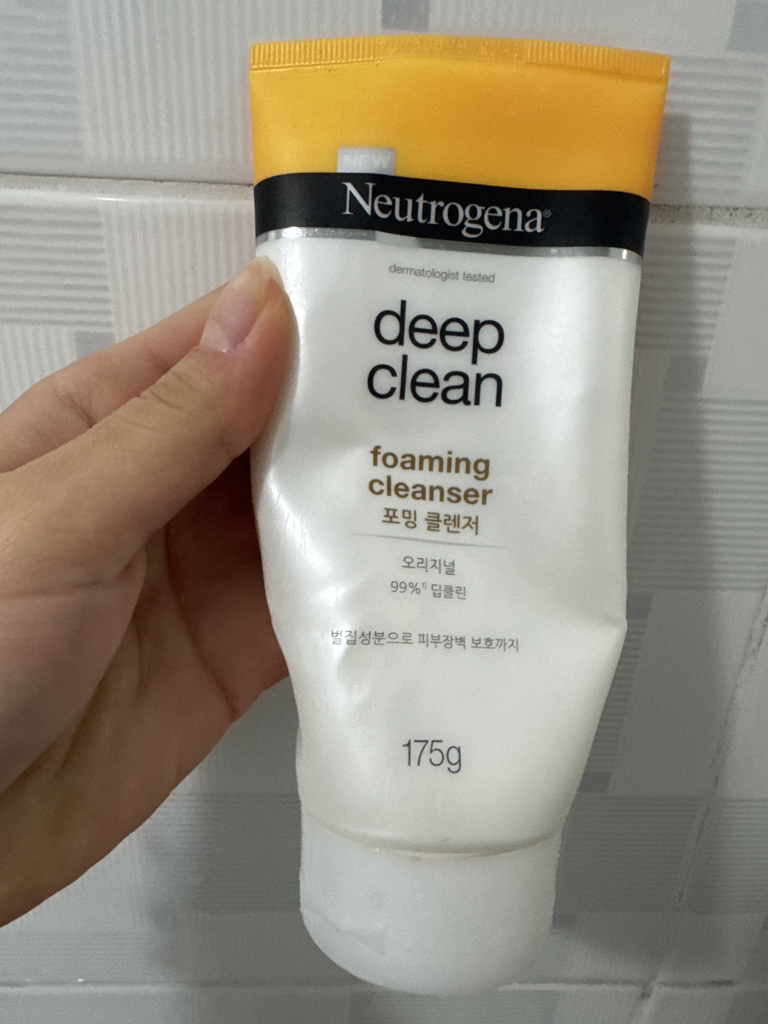 NEW
Neutrogena®
dermatologist tested
deep
clean
foaming
cleanser
포밍 클렌저
오리지널
99%¹⁾ 딥클린
벌집성분으로 피부장벽 보호까지
175g